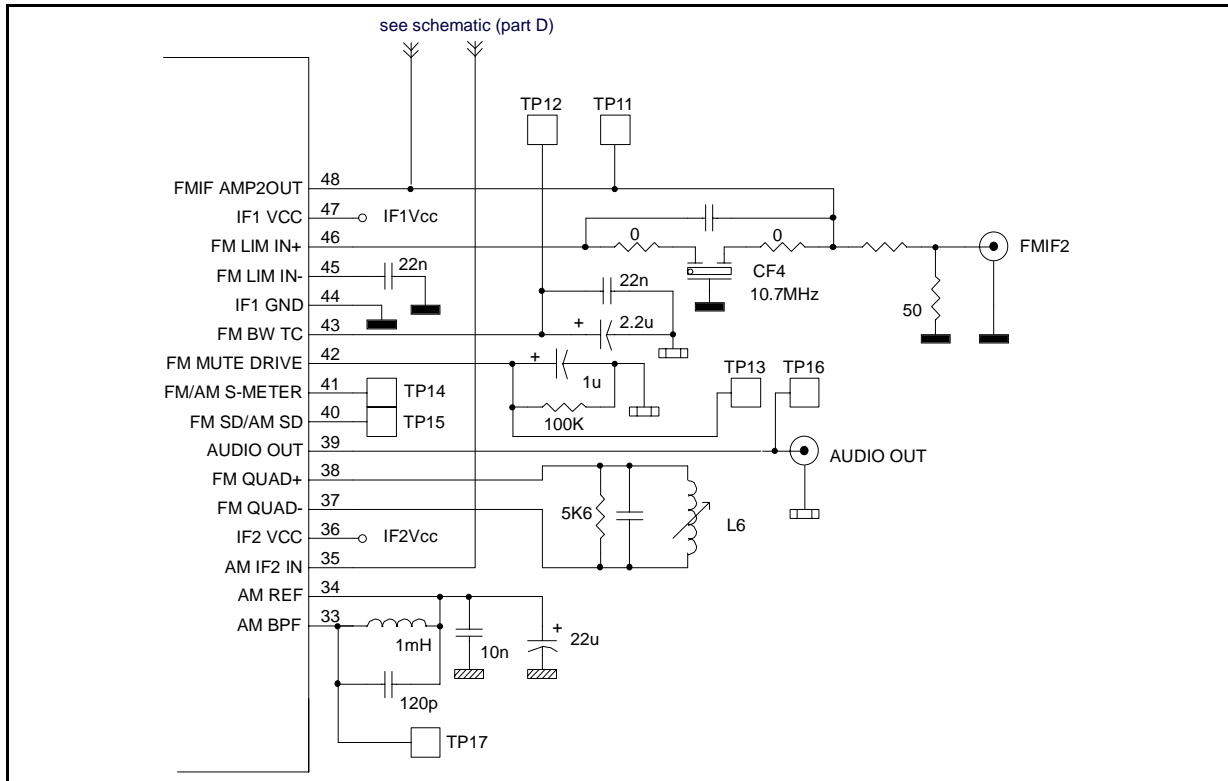 see schematic (part D)
TP12
TP11
FMIF AMP2OUT 48
IF1 VCC 47 IF1Vcc
FM LIM IN+ 46 0 0 FMIF2
FM LIM IN- 45 22n CF4
10.7MHz
22n
IF1 GND 44 50
FM BW TC 43 + 2.2u
FM MUTE DRIVE 42 + 1u TP13 TP16
FM/AM S-METER 41 TP14
100K
FM SD/AM SD 40 TP15
AUDIO OUT 39 AUDIO OUT
FM QUAD+ 38
FM QUAD- 37 5K6 L6
IF2 VCC 36 IF2Vcc
AM IF2 IN 35
AM REF 34
AM BPF 33 1mH 10n + 22u
120p
TP17